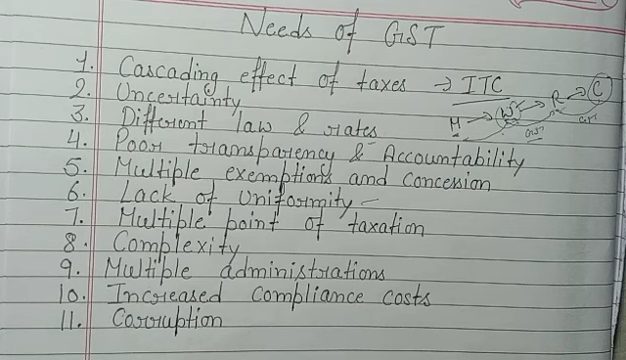 Needs of GST
1. Cascading effect of taxes → ITC
2. Uncertainty
3. Different law & rates
M → W → R → C
4. Poor transparency & Accountability
5. Multiple exemptions and concession
6. Lack of Uniformity -
7. Multiple point of taxation
8. Complexity
9. Multiple administrations
10. Increased compliance costs
11. Corruption